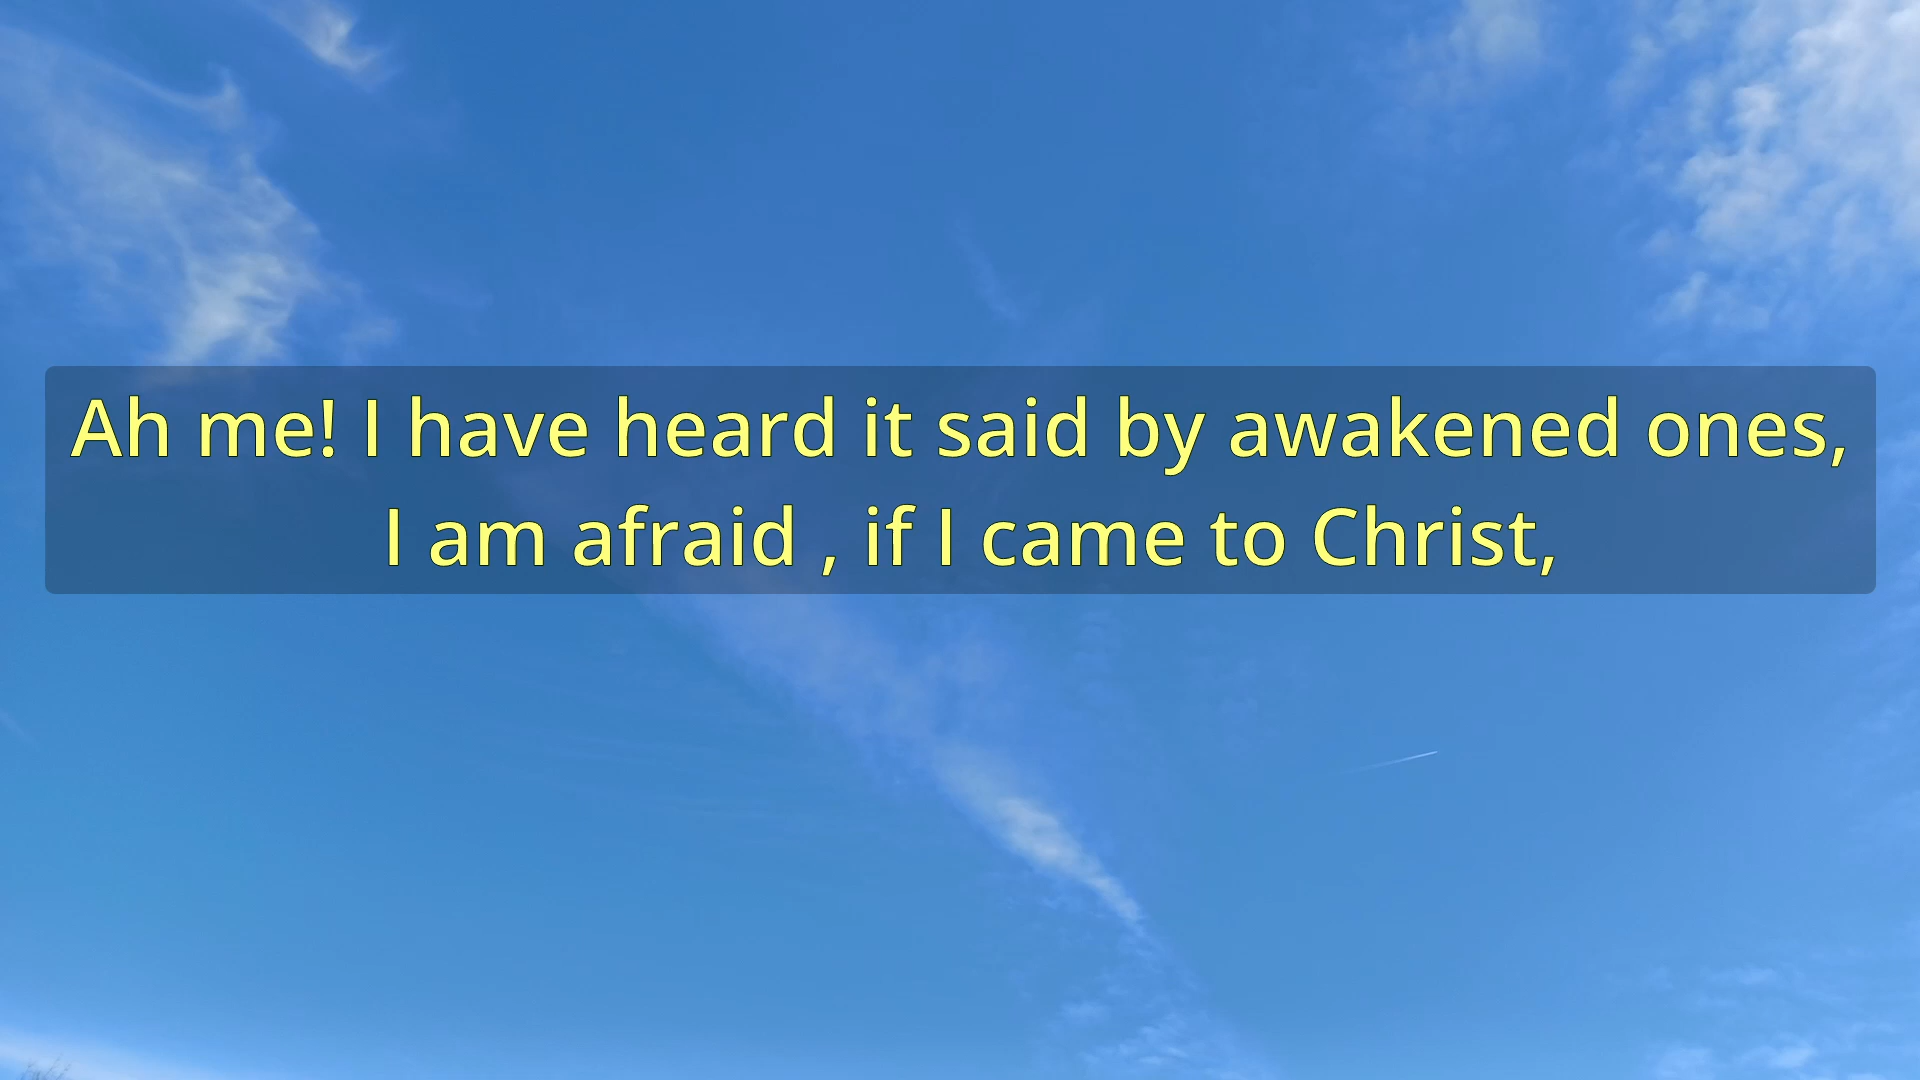 Ah me! I have heard it said by awakened ones,
I am afraid , if I came to Christ,